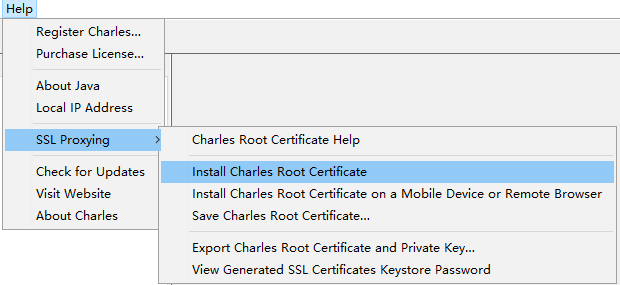 Help
Register Charles...
Purchase License...
About Java
Local IP Address
SSL Proxying
Charles Root Certificate Help
Install Charles Root Certificate
Install Charles Root Certificate on a Mobile Device or Remote Browser
Save Charles Root Certificate...
Export Charles Root Certificate and Private Key...
View Generated SSL Certificates Keystore Password
Check for Updates
Visit Website
About Charles